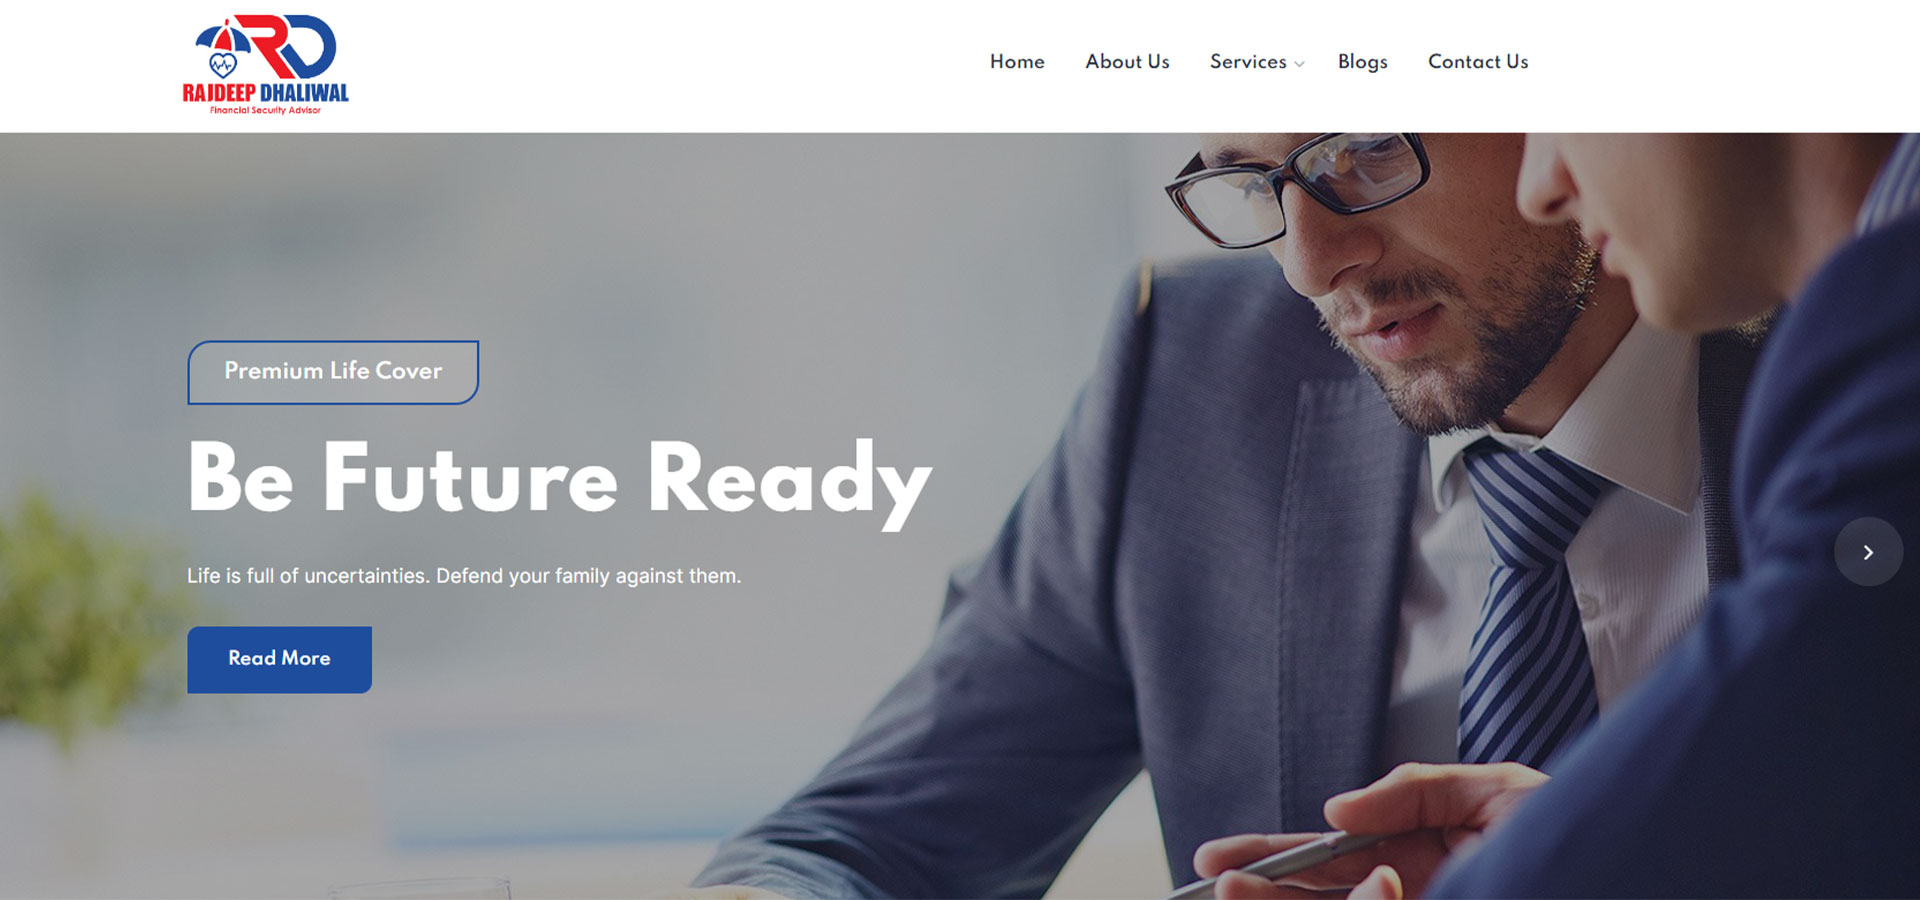 RD
RAJDEEP DHALIWAL
Financial Security Advisor
Home About Us Services Blogs Contact Us
Premium Life Cover
Be Future Ready
Life is full of uncertainties. Defend your family against them.
Read More